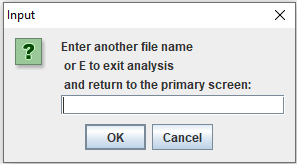 Input
Enter another file name
or E to exit analysis
and return to the primary screen:
OK Cancel